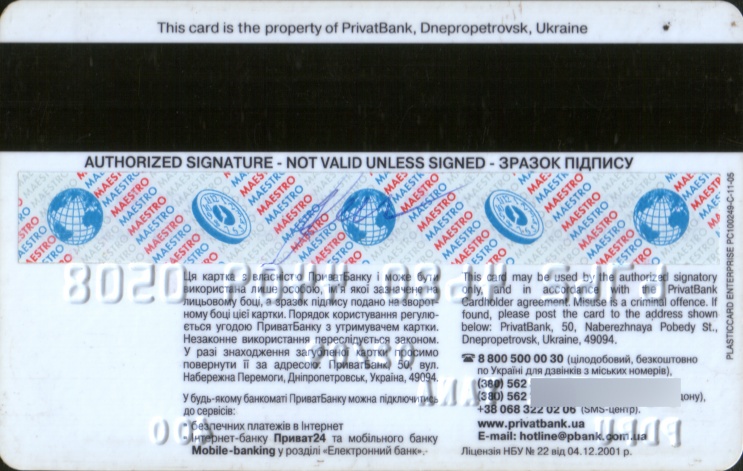 This card is the property of PrivatBank, Dnepropetrovsk, Ukraine
AUTHORIZED SIGNATURE - NOT VALID UNLESS SIGNED - ЗРАЗОК ПІДПИСУ
MAESTRO MAESTRO MAESTRO MAESTRO MAESTRO
PLASTICCARD ENTERPRISE PC100249-C-11-05
Ця картка є власністю ПриватБанку і може бути
використана лише особою, ім'я якої зазначене на
лицьовому боці, а зразок підпису подано на зворот-
ному боці цієї картки. Порядок користування регулю-
ється угодою ПриватБанку з утримувачем картки.
Незаконне використання переслідується законом.
У разі знаходження загубленої картки просимо
повернути її за адресою: ПриватБанк, 50, вул.
Набережна Перемоги, Дніпропетровськ, Україна, 49094.
У будь-якому банкоматі ПриватБанку можна підключитись
до сервісів:
безпечних платежів в Інтернет
Інтернет-банку Приват24 та мобільного банку
Mobile-banking у розділі «Електронний банк».
This card may be used by the authorized signatory
and in accordance with the PrivatBank
Cardholder agreement. Misuse is a criminal offence. If
found, please post the card to the address shown
below: PrivatBank, 50, Naberezhnaya Pobedy St.,
Dnepropetrovsk, Ukraine, 49094.
☎ 8 800 500 00 30 (цілодобовий, безкоштовно
по Україні для дзвінків з міських номерів),
(380) 562
(380) 562 дону),
+38 068 322 02 06 (SMS-центр).
www.privatbank.ua
E-mail: hotline@pbank.com.ua
Ліцензія НБУ № 22 від 04.12.2001 р.